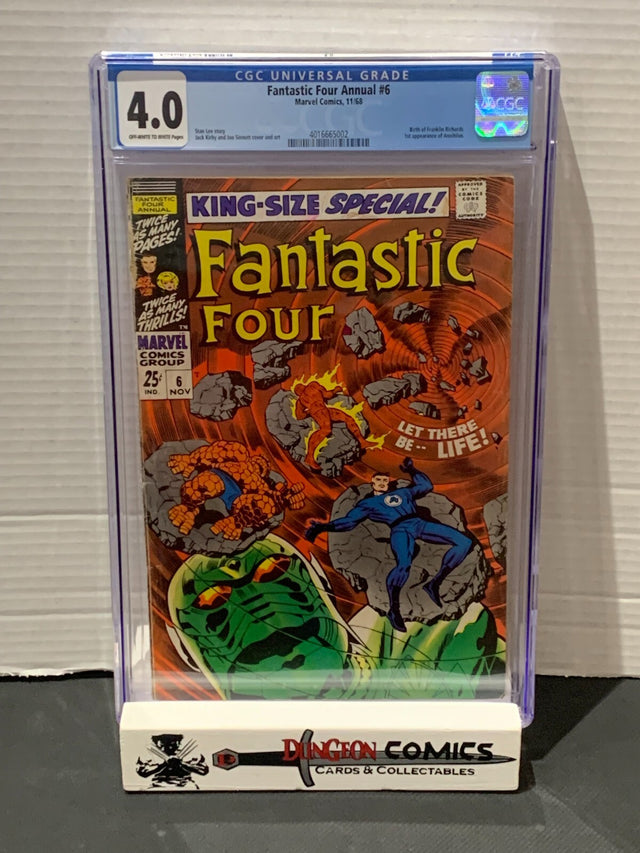 CGC UNIVERSAL GRADE
4.0
OFF-WHITE TO WHITE Pages
Fantastic Four Annual #6
Marvel Comics, 11/68
Stan Lee story
Jack Kirby and Joe Sinnott cover and art
4016665002
Birth of Franklin Richards
1st appearance of Annihilus
CGC
FANTASTIC
FOUR
ANNUAL
TWICE
AS MANY
PAGES!
TWICE
AS MANY
THRILLS!
TM
MARVEL
COMICS
GROUP
25¢
IND.
6
NOV
KING-SIZE SPECIAL!
APPROVED
BY THE
COMICS
CODE
AUTHORITY
Fantastic
Four
LET THERE
BE -- LIFE!
4
DUNGEON COMICS
CARDS & COLLECTABLES